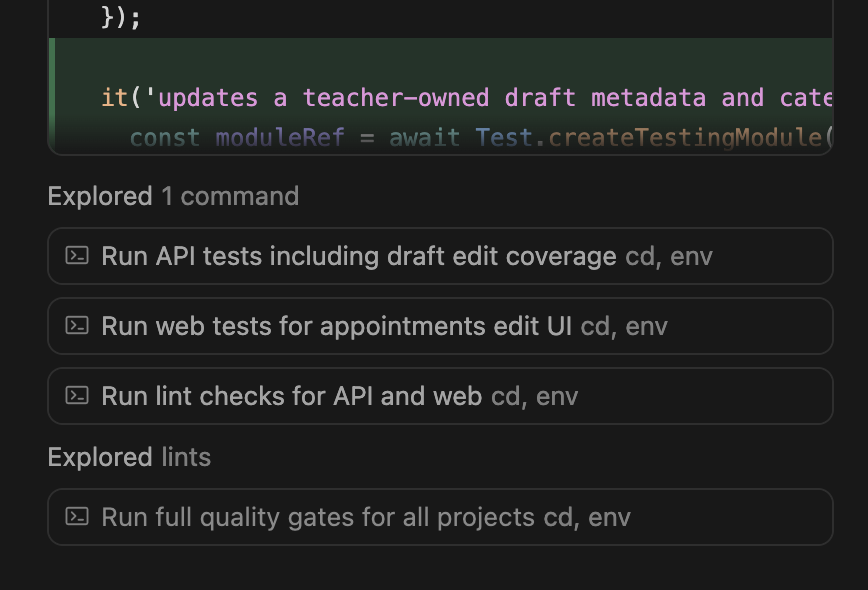 });
it('updates a teacher-owned draft metadata and cate
const moduleRef = await Test.createTestingModule(
Explored 1 command
Run API tests including draft edit coverage cd, env
Run web tests for appointments edit UI cd, env
Run lint checks for API and web cd, env
Explored lints
Run full quality gates for all projects cd, env